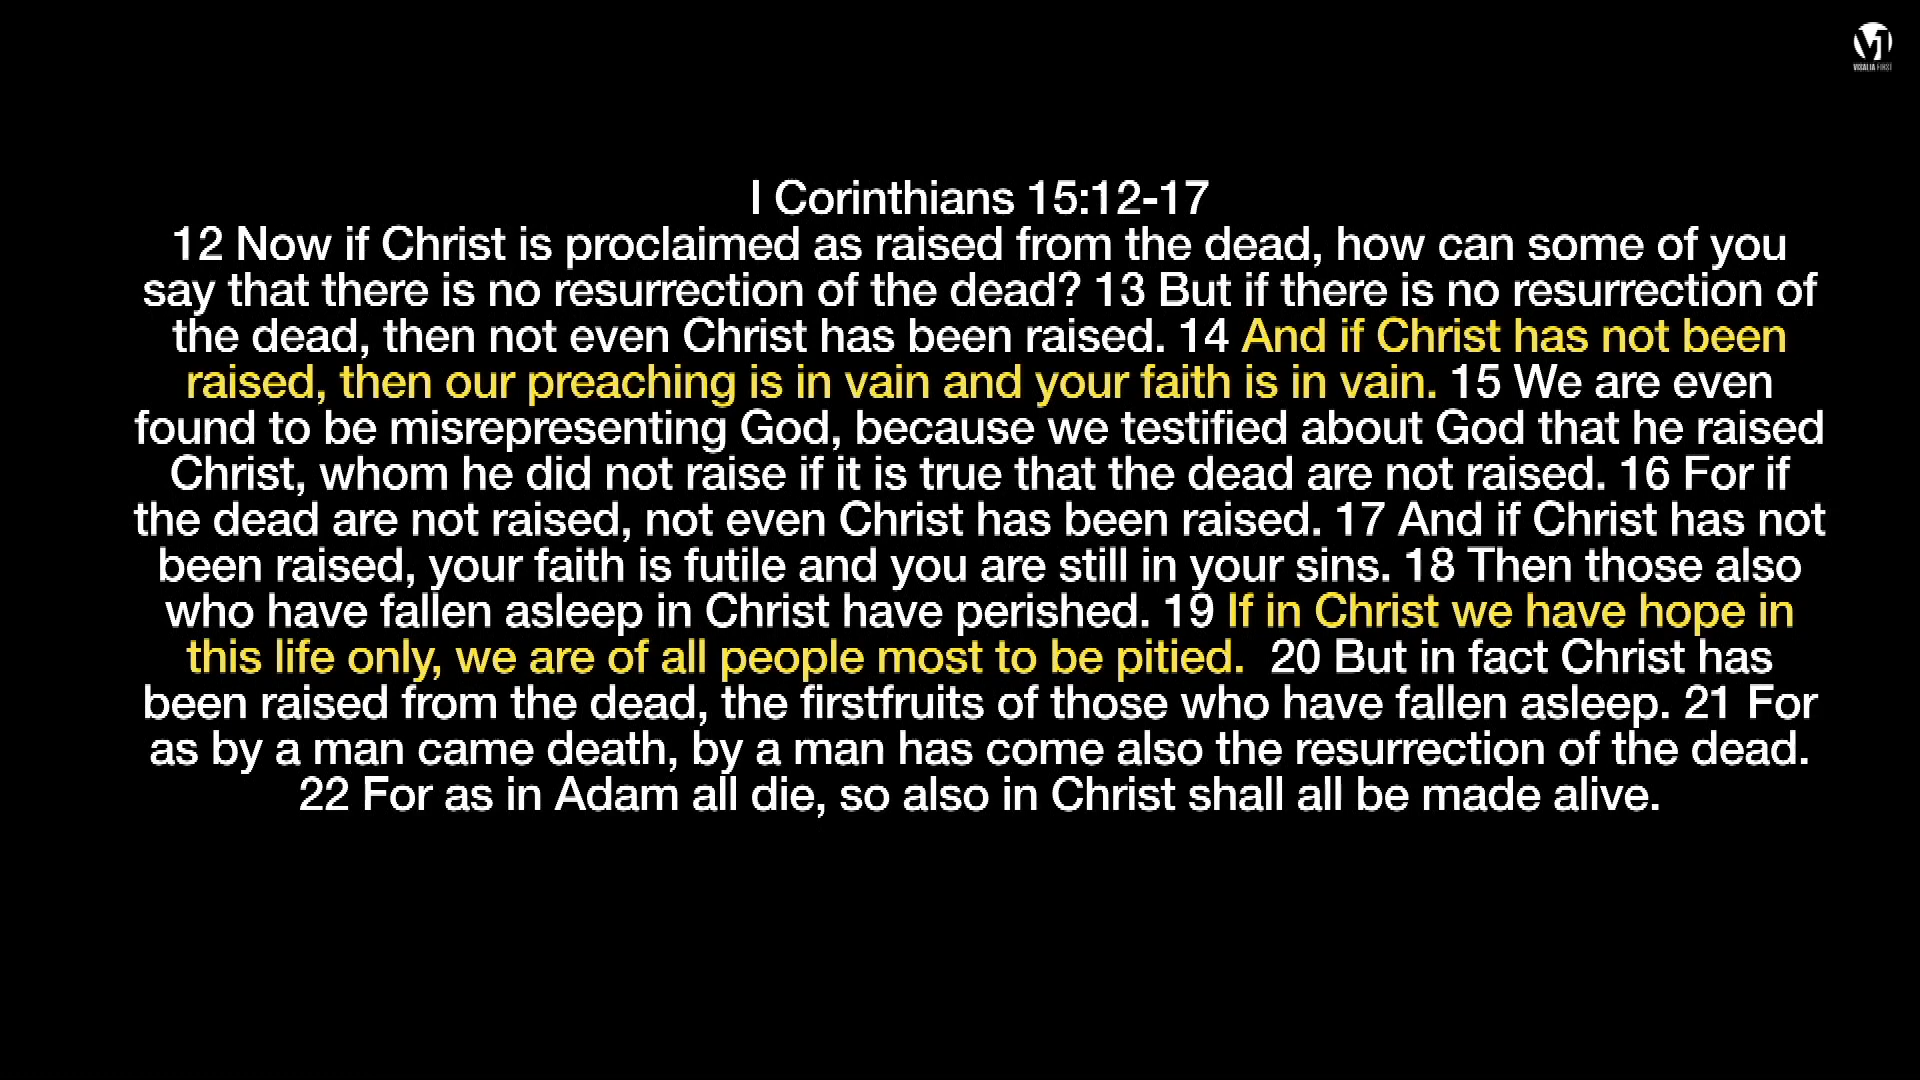 VISALIA FIRST
I Corinthians 15:12-17
12 Now if Christ is proclaimed as raised from the dead, how can some of you
say that there is no resurrection of the dead? 13 But if there is no resurrection of
the dead, then not even Christ has been raised. 14 And if Christ has not been
raised, then our preaching is in vain and your faith is in vain. 15 We are even
found to be misrepresenting God, because we testified about God that he raised
Christ, whom he did not raise if it is true that the dead are not raised. 16 For if
the dead are not raised, not even Christ has been raised. 17 And if Christ has not
been raised, your faith is futile and you are still in your sins. 18 Then those also
who have fallen asleep in Christ have perished. 19 If in Christ we have hope in
this life only, we are of all people most to be pitied.  20 But in fact Christ has
been raised from the dead, the firstfruits of those who have fallen asleep. 21 For
as by a man came death, by a man has come also the resurrection of the dead.
22 For as in Adam all die, so also in Christ shall all be made alive.